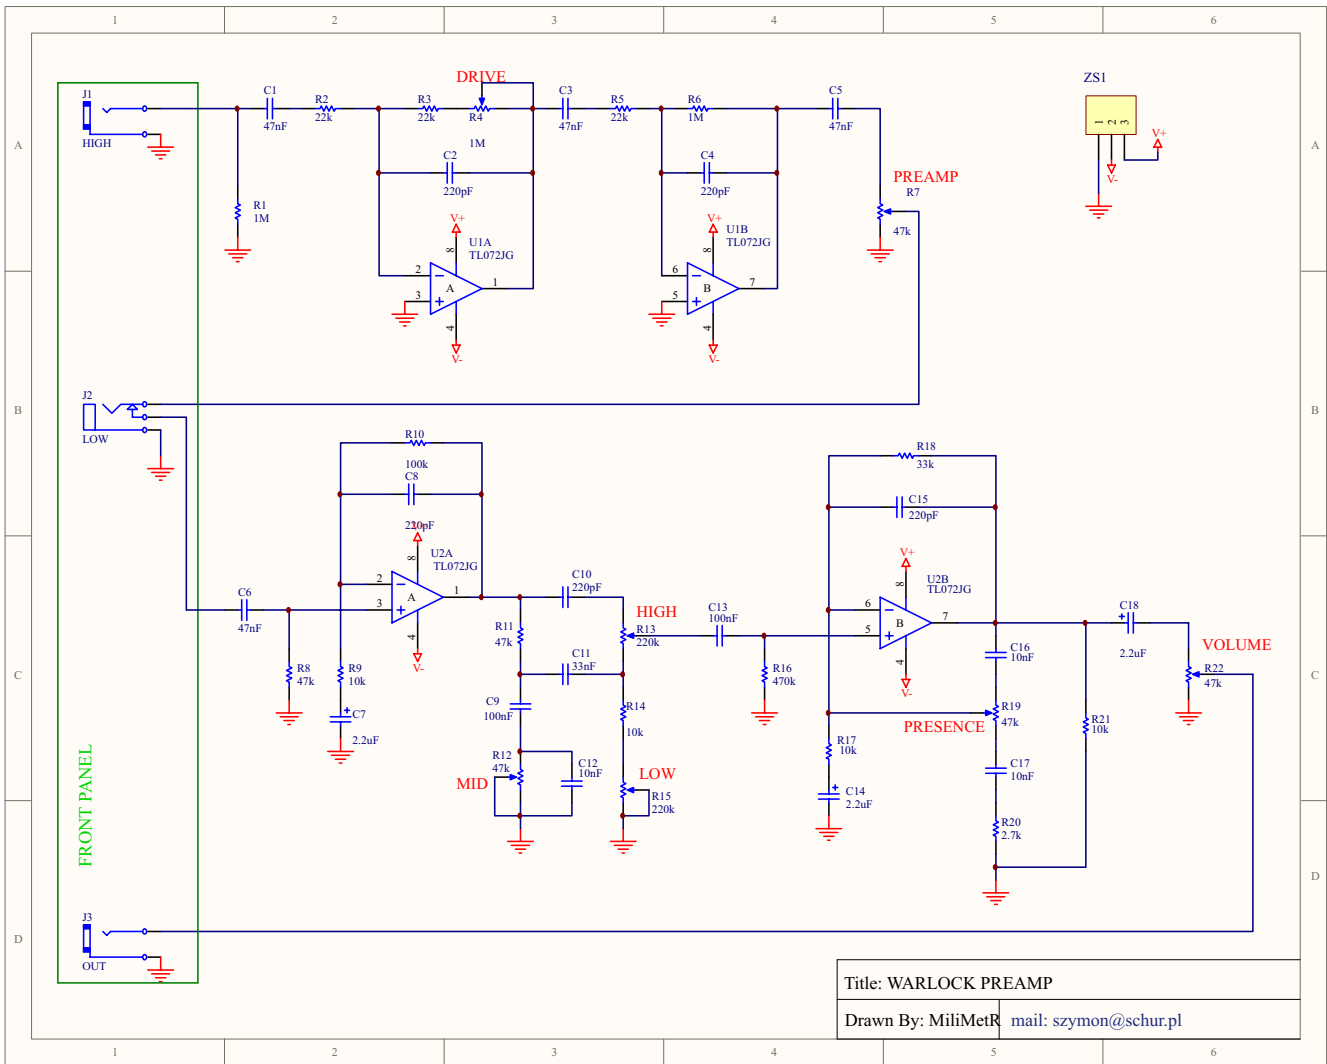 1 2 3 4 5 6
A A
B B
C C
D D
DRIVE
J1
HIGH
C1
47nF
R2
22k
R3
22k
R4
1M
C3
47nF
R5
22k
R6
1M
C5
47nF
ZS1
1 2 3
V+
V-
R1
1M
C2
220pF
C4
220pF
PREAMP
R7
47k
V+
8
U1A
TL072JG
2
3
A
1
4
V-
V+
8
U1B
TL072JG
6
5
B
7
4
V-
J2
LOW
R10
100k
C8
220pF
V+
8
U2A
TL072JG
2
3
A
1
4
V-
C6
47nF
R8
47k
R9
10k
C7
2.2uF
C10
220pF
R11
47k
HIGH
R13
220k
C11
33nF
C9
100nF
R14
10k
R12
47k
MID
C12
10nF
LOW
R15
220k
C13
100nF
R16
470k
R18
33k
C15
220pF
V+
8
U2B
TL072JG
6
5
B
7
4
V-
C16
10nF
PRESENCE
R19
47k
R17
10k
C14
2.2uF
C17
10nF
R20
2.7k
R21
10k
C18
2.2uF
VOLUME
R22
47k
FRONT PANEL
J3
OUT
Title: WARLOCK PREAMP
Drawn By: MiliMetR mail: szymon@schur.pl
1 2 3 4 5 6